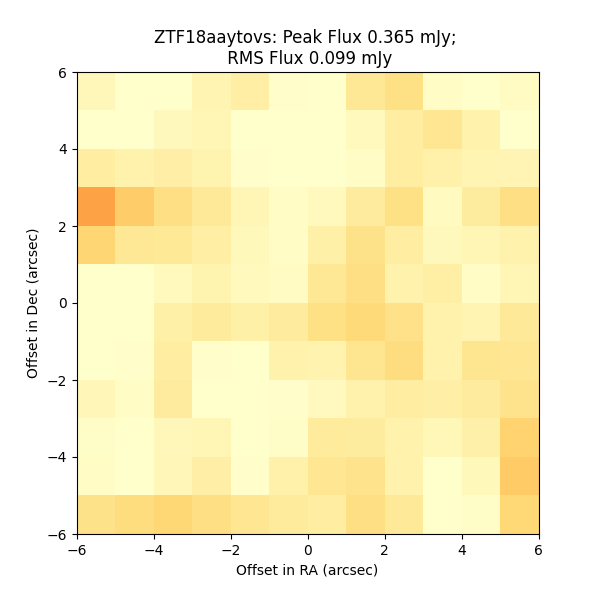 ZTF18aaytovs: Peak Flux 0.365 mJy;
RMS Flux 0.099 mJy
6
4
2
0
−2
−4
−6
Offset in Dec (arcsec)
−6 −4 −2 0 2 4 6
Offset in RA (arcsec)